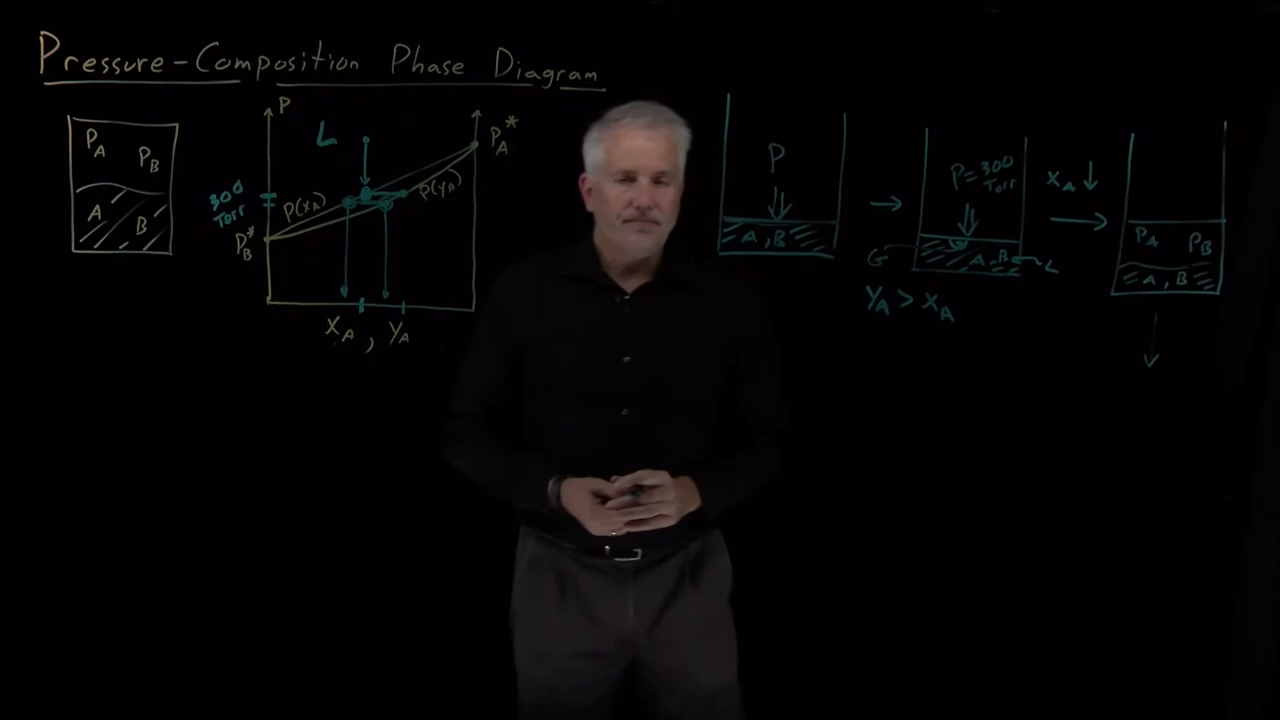 Pressure-Composition Phase Diagram
P_A P_B
A B
P
L
P_A^*
300
Torr
P(x_A)
P(y_A)
P_B^*
x_A , y_A
P
A, B
P=300
Torr
G
A, B
L
y_A > x_A
x_A ↓
P_A P_B
A, B